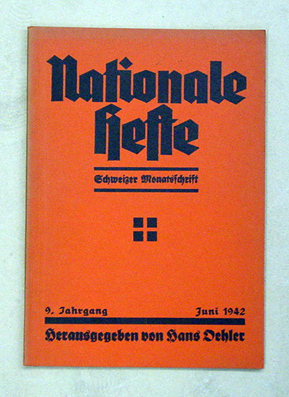 Nationale
Hefte
Schweizer Monatsschrift
9. Jahrgang Juni 1942
Herausgegeben von Hans Oehler